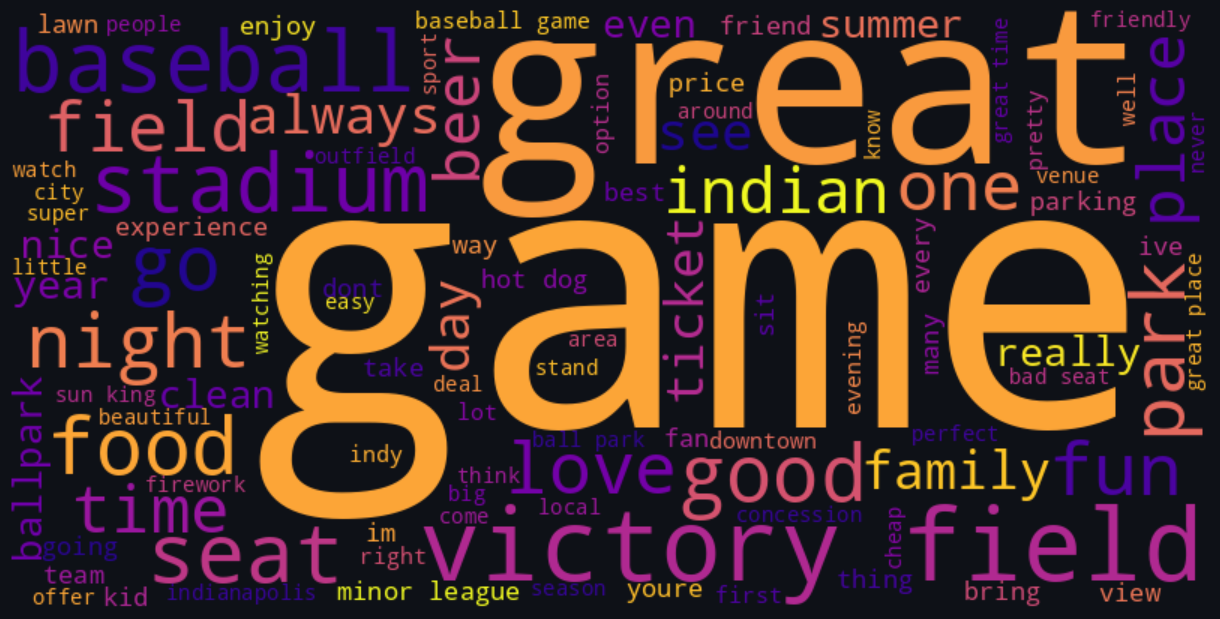 lawn people enjoy baseball game even friend summer friendly
baseball sport beer great option price around see know great time pretty well place never
field always
watch city super stadium outfield best indian one venue parking
experience nice go way
little year watching dont easy day hot dog ticket sit every ive park great place
night game area stand evening many really bad seat
take deal lot
sun king clean
ballpark beautiful food indy ball park fan downtown perfect
firework think love good family fun
time big come local concession
going seat im right victory field cheap
team
offer kid indianapolis minor league season youre first thing bring view